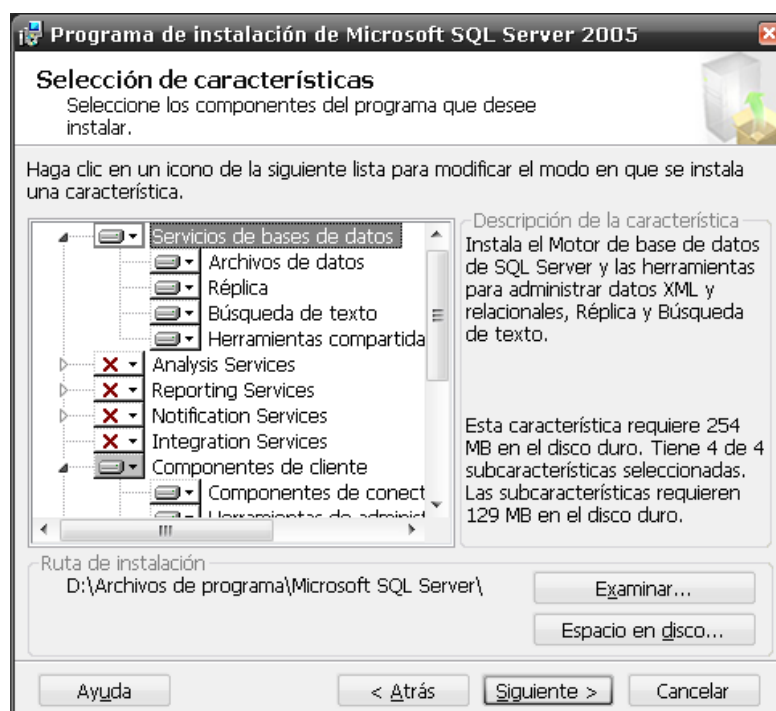 Programa de instalación de Microsoft SQL Server 2005
Selección de características
Seleccione los componentes del programa que desee
instalar.
Haga clic en un icono de la siguiente lista para modificar el modo en que se instala
una característica.
Servicios de bases de datos
Archivos de datos
Réplica
Búsqueda de texto
Herramientas compartida
Analysis Services
Reporting Services
Notification Services
Integration Services
Componentes de cliente
Componentes de conect
Herramientas de administ
Descripción de la característica
Instala el Motor de base de datos
de SQL Server y las herramientas
para administrar datos XML y
relacionales, Réplica y Búsqueda
de texto.
Esta característica requiere 254
MB en el disco duro. Tiene 4 de 4
subcaracterísticas seleccionadas.
Las subcaracterísticas requieren
129 MB en el disco duro.
Ruta de instalación
D:\Archivos de programa\Microsoft SQL Server\
Examinar...
Espacio en disco...
Ayuda
< Atrás
Siguiente >
Cancelar